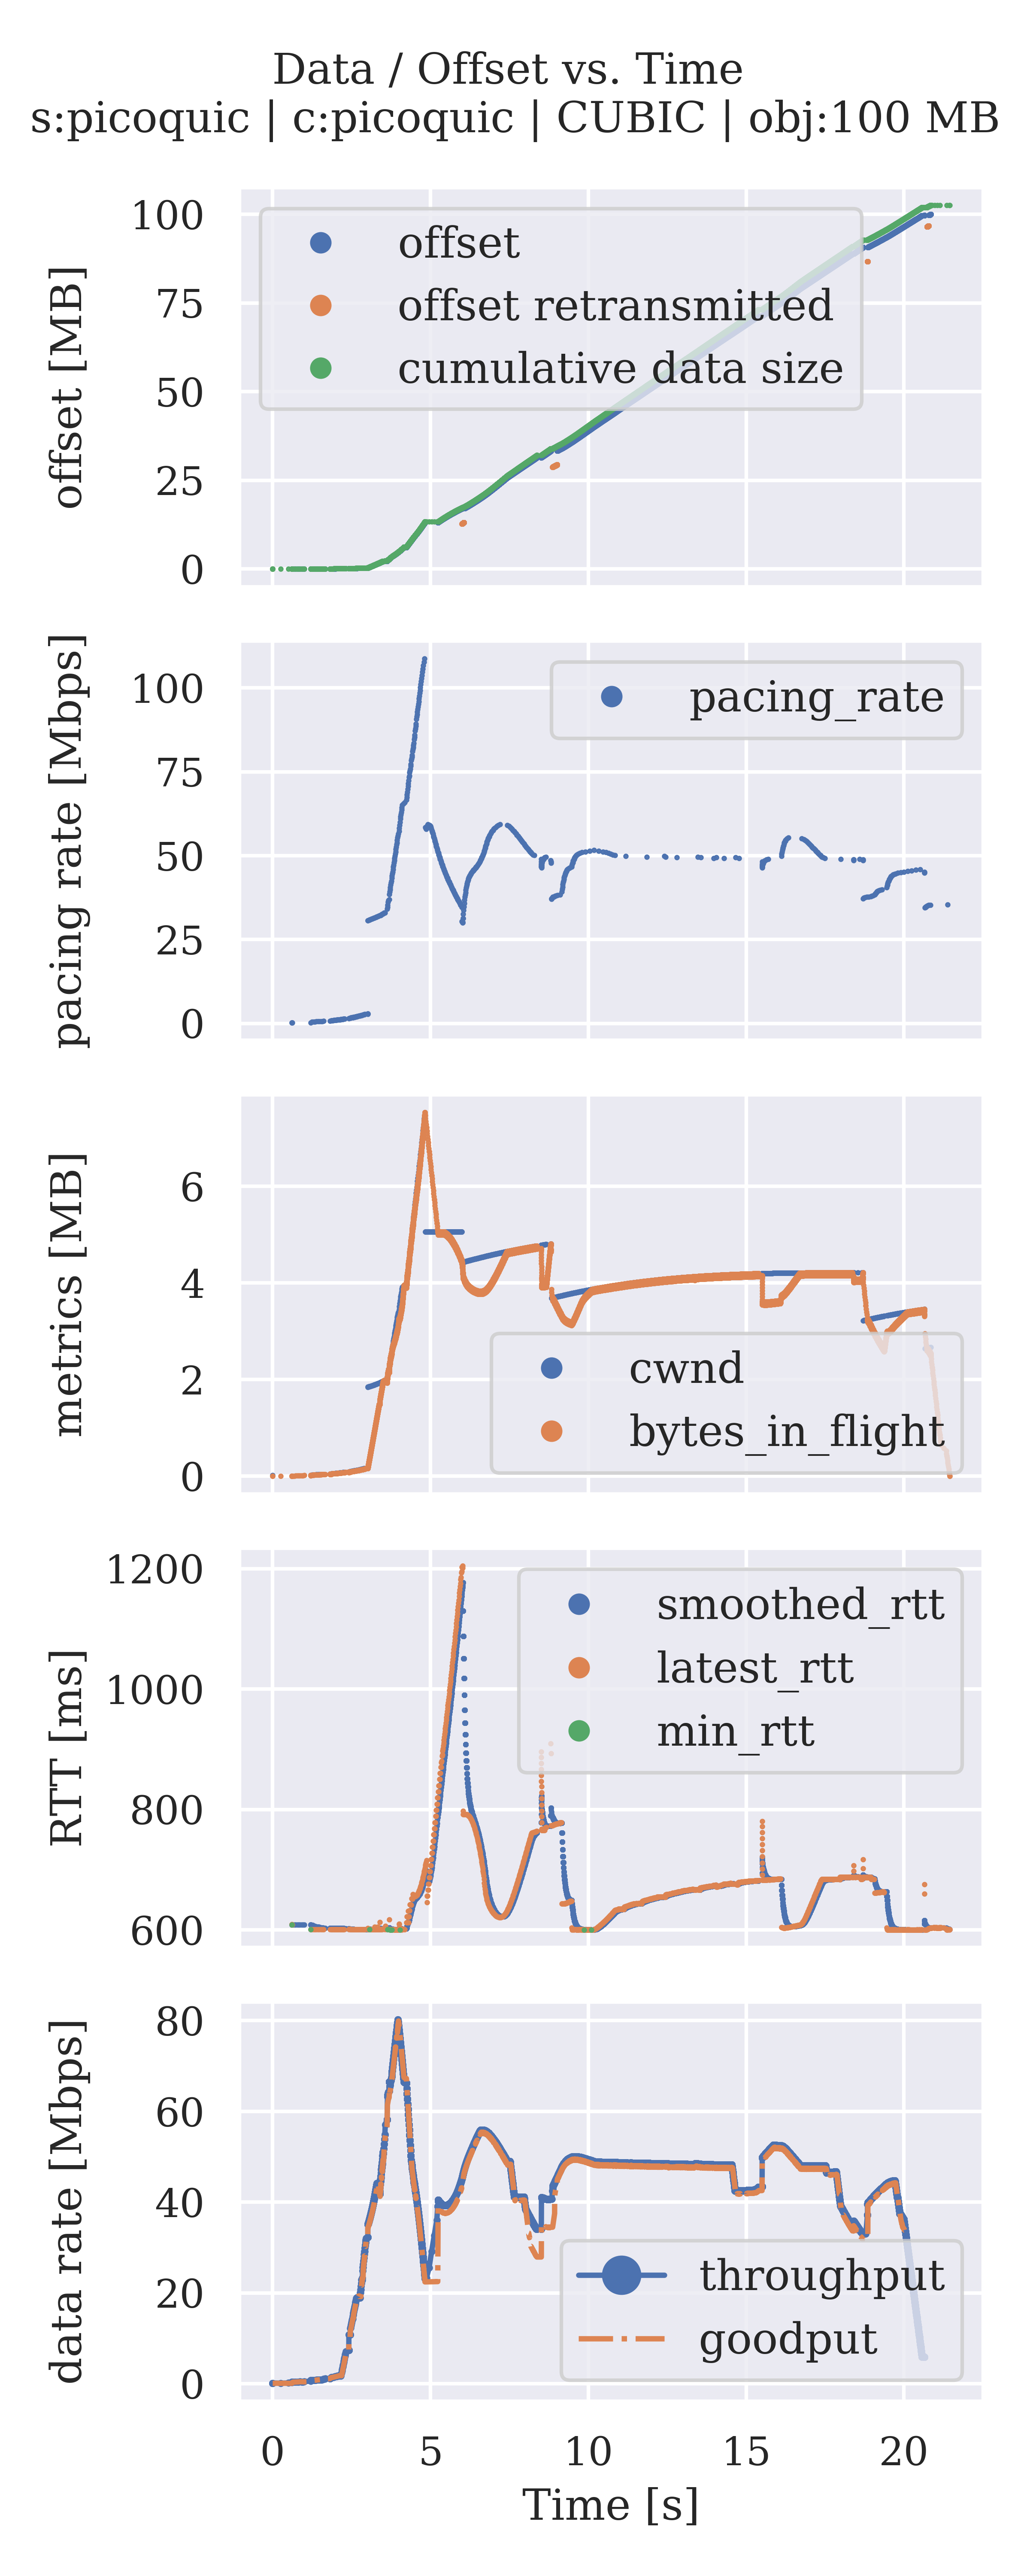 Data / Offset vs. Time
s:picoquic | c:picoquic | CUBIC | obj:100 MB
offset [MB]
100
75
50
25
0
offset
offset retransmitted
cumulative data size
pacing rate [Mbps]
100
75
50
25
0
pacing_rate
metrics [MB]
6
4
2
0
cwnd
bytes_in_flight
RTT [ms]
1200
1000
800
600
smoothed_rtt
latest_rtt
min_rtt
data rate [Mbps]
80
60
40
20
0
throughput
goodput
0 5 10 15 20
Time [s]